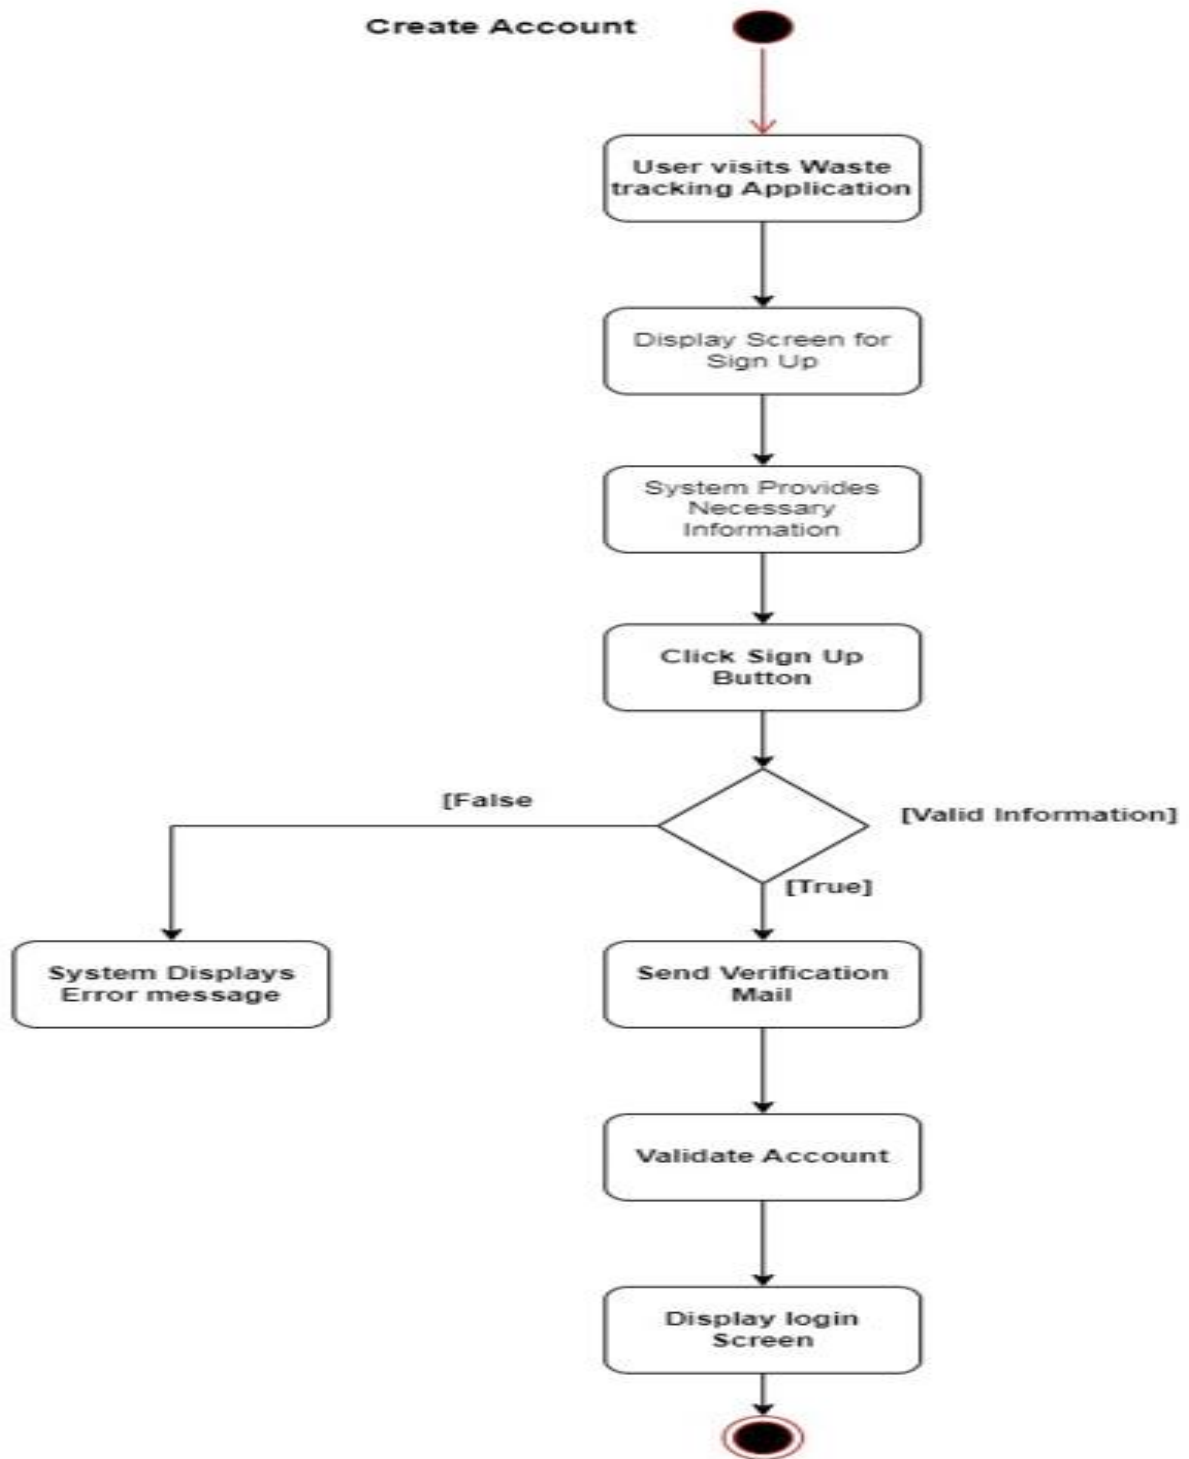 Create Account
User visits Waste
tracking Application
Display Screen for
Sign Up
System Provides
Necessary
Information
Click Sign Up
Button
[False
[Valid Information]
[True]
System Displays
Error message
Send Verification
Mail
Validate Account
Display login
Screen